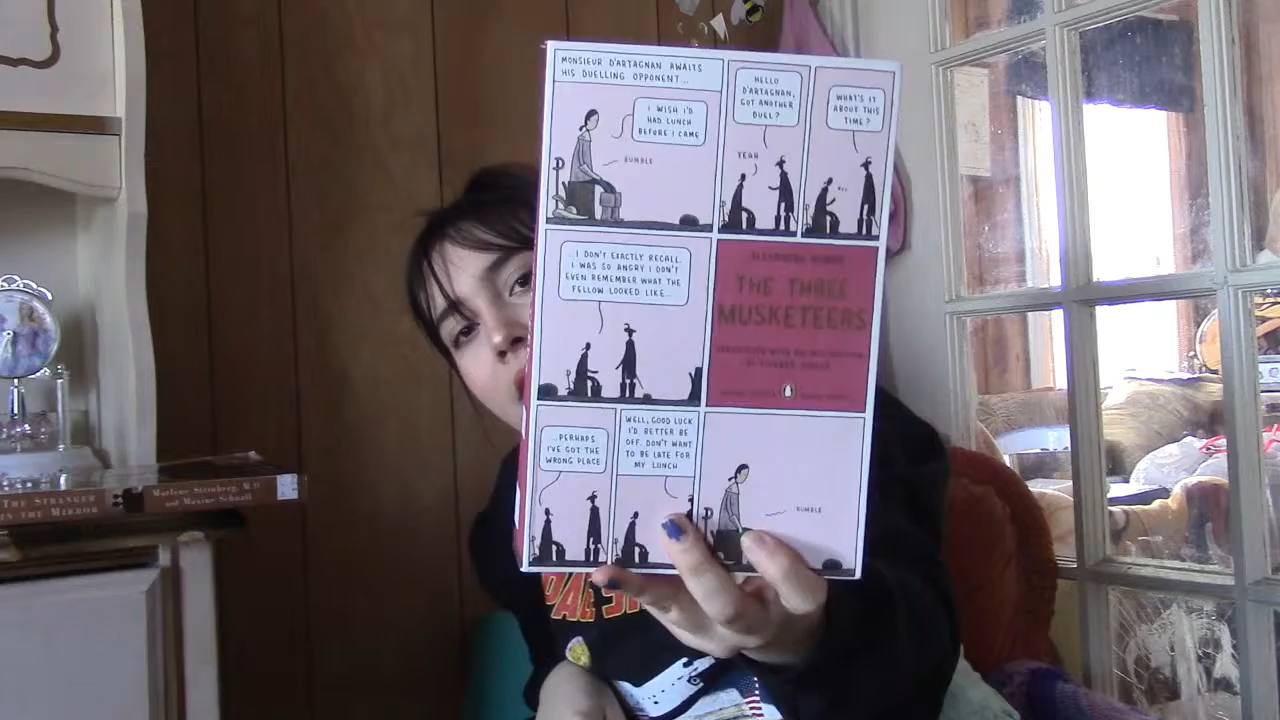 MONSIEUR D'ARTAGNAN AWAITS
HIS DUELLING OPPONENT...
I WISH I'D
HAD LUNCH
BEFORE I CAME
RUMBLE
HELLO
D'ARTAGNAN,
GOT ANOTHER
DUEL?
YEAH
WHAT'S IT
ABOUT THIS
TIME?
...I DON'T EXACTLY RECALL.
I WAS SO ANGRY I DON'T
EVEN REMEMBER WHAT THE
FELLOW LOOKED LIKE...
THE THREE
MUSKETEERS
...PERHAPS
I'VE GOT THE
WRONG PLACE
WELL, GOOD LUCK
I'D BETTER BE
OFF. DON'T WANT
TO BE LATE FOR
MY LUNCH
RUMBLE
THE STRANGER
IN THE MIRROR
Marlene Steinberg, M.D.
and Maxine Schnall